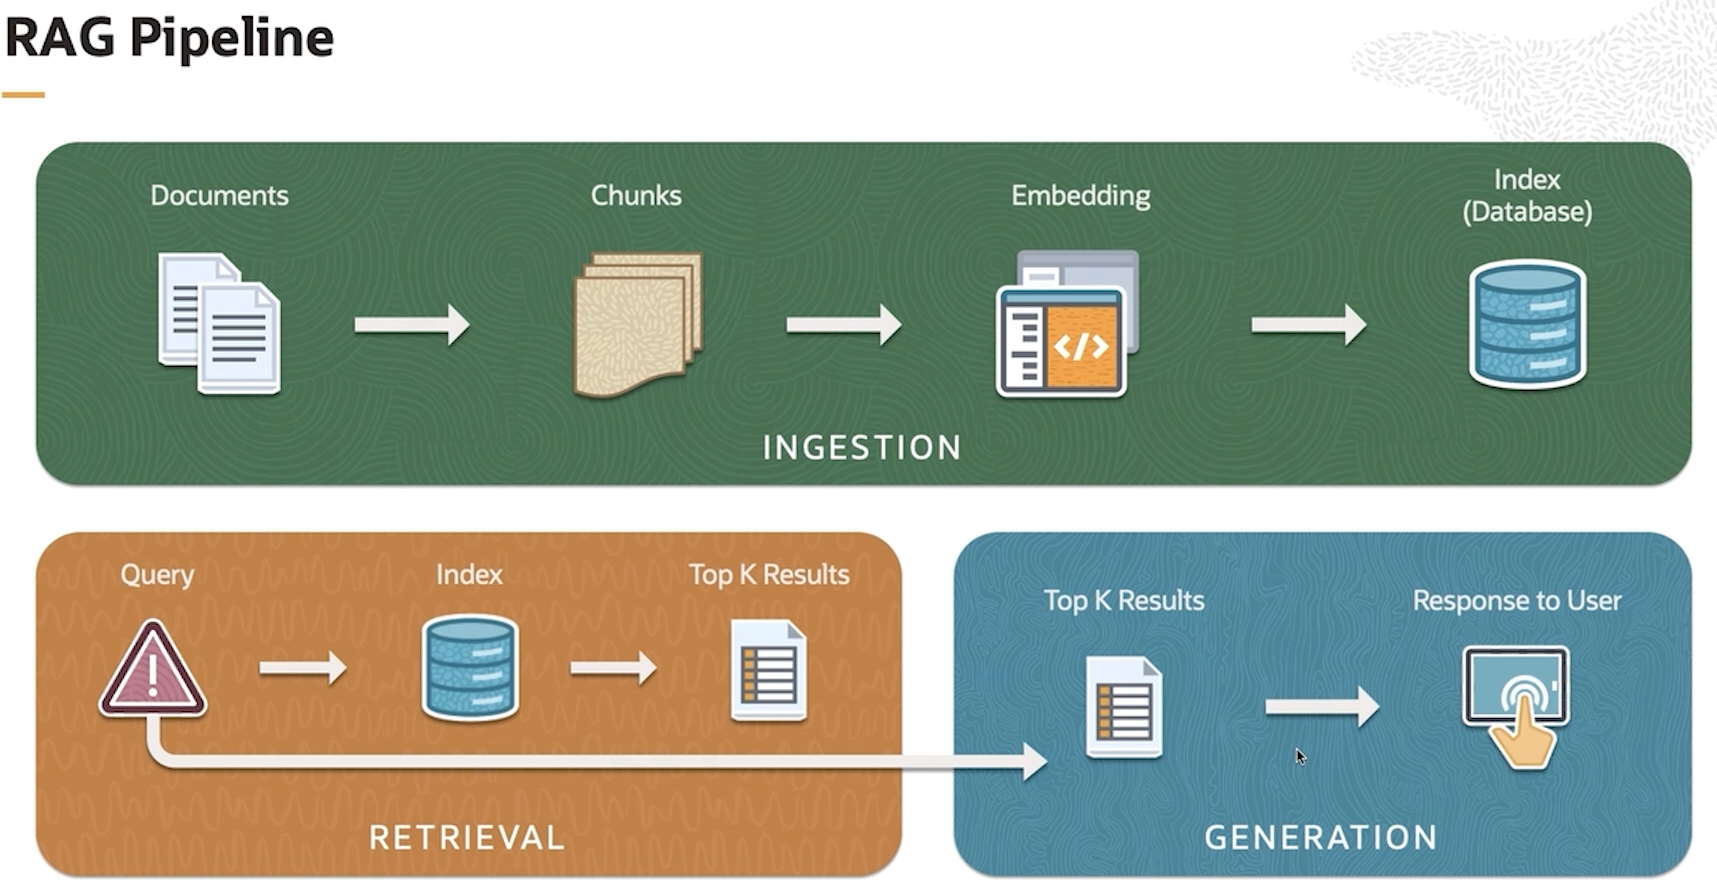 RAG Pipeline
Documents
Chunks
Embedding
Index
(Database)
</>
INGESTION
Query
Index
Top K Results
!
RETRIEVAL
Top K Results
Response to User
GENERATION